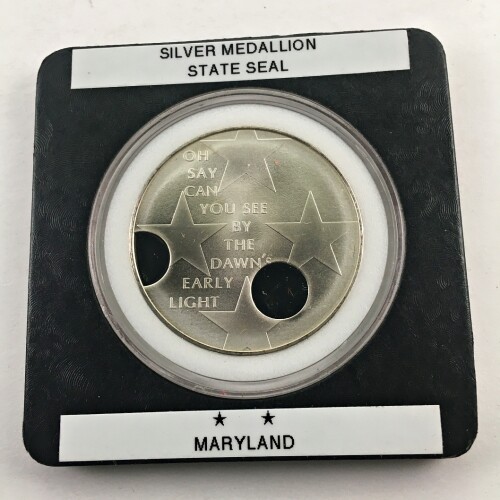 SILVER MEDALLION
STATE SEAL
OH
SAY
CAN
YOU SEE
BY
THE
DAWN'S
EARLY
LIGHT
MARYLAND